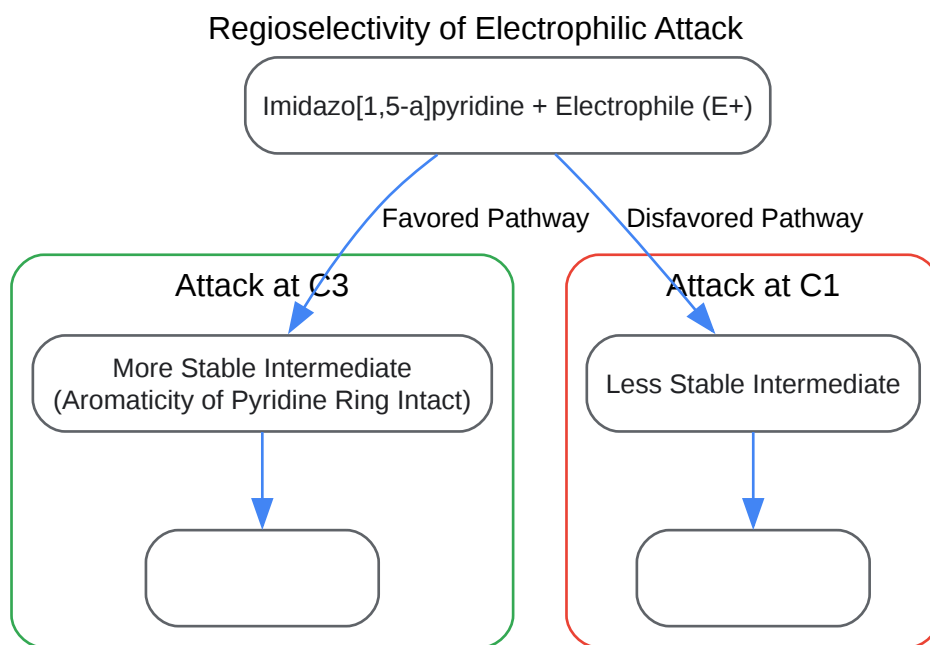 Regioselectivity of Electrophilic Attack
Imidazo[1,5-a]pyridine + Electrophile (E+)
Favored Pathway
Disfavored Pathway
Attack at C3
Attack at C1
More Stable Intermediate
(Aromaticity of Pyridine Ring Intact)
Less Stable Intermediate